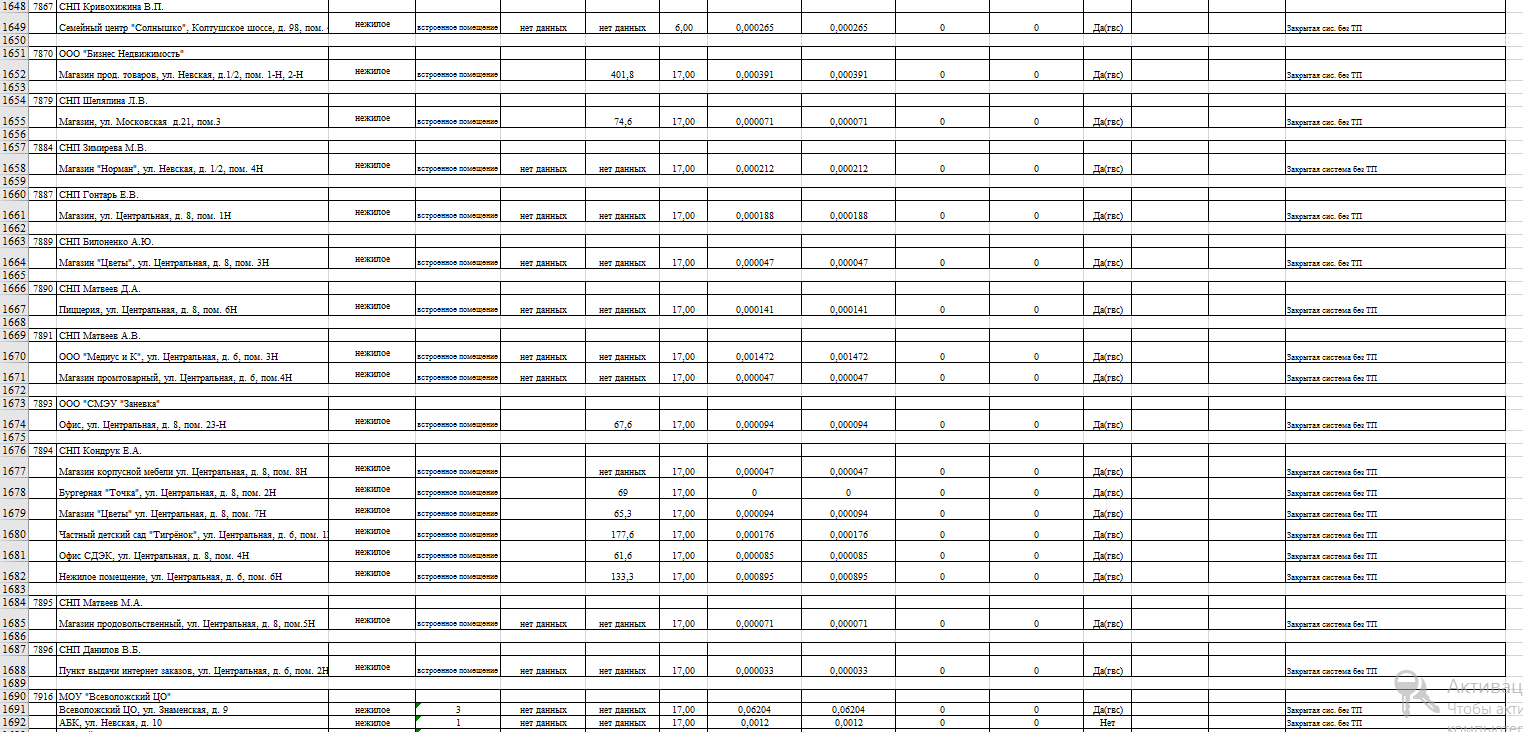 1648 7867 СНП Кривохижина В.П.
1649 Семейный центр "Солнышко", Колтушское шоссе, д. 98, пом. нежилое встроенное помещение нет данных нет данных 6,00 0,000265 0,000265 0 0 Да(гвс) Закрытая сис. без ТП
1650
1651 7870 ООО "Бизнес Недвижимость"
1652 Магазин прод. товаров, ул. Невская, д.1/2, пом. 1-Н, 2-Н нежилое встроенное помещение 401,8 17,00 0,000391 0,000391 0 0 Да(гвс) Закрытая сис. без ТП
1653
1654 7879 СНП Шеляпина Л.В.
1655 Магазин, ул. Московская д.21, пом.3 нежилое встроенное помещение 74,6 17,00 0,000071 0,000071 0 0 Да(гвс) Закрытая сис. без ТП
1656
1657 7884 СНП Зимирева М.В.
1658 Магазин "Норман", ул. Невская, д. 1/2, пом. 4Н нежилое встроенное помещение нет данных нет данных 17,00 0,000212 0,000212 0 0 Да(гвс) Закрытая система без ТП
1659
1660 7887 СНП Гонтарь Е.В.
1661 Магазин, ул. Центральная, д. 8, пом. 1Н нежилое встроенное помещение нет данных нет данных 17,00 0,000188 0,000188 0 0 Да(гвс) Закрытая сис. без ТП
1662
1663 7889 СНП Билоненко А.Ю.
1664 Магазин "Цветы", ул. Центральная, д. 8, пом. 3Н нежилое встроенное помещение нет данных нет данных 17,00 0,000047 0,000047 0 0 Да(гвс) Закрытая сис. без ТП
1665
1666 7890 СНП Матвеев Д.А.
1667 Пиццерия, ул. Центральная, д. 8, пом. 6Н нежилое встроенное помещение нет данных нет данных 17,00 0,000141 0,000141 0 0 Да(гвс) Закрытая система без ТП
1668
1669 7891 СНП Матвеев А.В.
1670 ООО "Медиус и К", ул. Центральная, д. 6, пом. 3Н нежилое встроенное помещение нет данных нет данных 17,00 0,001472 0,001472 0 0 Да(гвс) Закрытая система без ТП
1671 Магазин промтоварный, ул. Центральная, д. 6, пом.4Н нежилое встроенное помещение нет данных нет данных 17,00 0,000047 0,000047 0 0 Да(гвс) Закрытая система без ТП
1672
1673 7893 ООО "СМЭУ "Заневка"
1674 Офис, ул. Центральная, д. 8, пом. 23-Н нежилое встроенное помещение 67,6 17,00 0,000094 0,000094 0 0 Да(гвс) Закрытая система без ТП
1675
1676 7894 СНП Кондрук Е.А.
1677 Магазин корпусной мебели ул. Центральная, д. 8, пом. 8Н нежилое встроенное помещение нет данных 17,00 0,000047 0,000047 0 0 Да(гвс) Закрытая система без ТП
1678 Бургерная "Точка", ул. Центральная, д. 8, пом. 2Н нежилое встроенное помещение 69 17,00 0 0 0 0 Да(гвс) Закрытая система без ТП
1679 Магазин "Цветы" ул. Центральная, д. 8, пом. 7Н нежилое встроенное помещение 65,3 17,00 0,000094 0,000094 0 0 Да(гвс) Закрытая система без ТП
1680 Частный детский сад "Тигрёнок", ул. Центральная, д. 6, пом. 1 нежилое встроенное помещение 177,6 17,00 0,000176 0,000176 0 0 Да(гвс) Закрытая система без ТП
1681 Офис СДЭК, ул. Центральная, д. 8, пом. 4Н нежилое встроенное помещение 61,6 17,00 0,000085 0,000085 0 0 Да(гвс) Закрытая система без ТП
1682 Нежилое помещение, ул. Центральная, д. 6, пом. 6Н нежилое встроенное помещение 133,3 17,00 0,000895 0,000895 0 0 Да(гвс) Закрытая система без ТП
1683
1684 7895 СНП Матвеев М.А.
1685 Магазин продовольственный, ул. Центральная, д. 8, пом.5Н нежилое встроенное помещение нет данных нет данных 17,00 0,000071 0,000071 0 0 Да(гвс) Закрытая система без ТП
1686
1687 7896 СНП Данилов В.Б.
1688 Пункт выдачи интернет заказов, ул. Центральная, д. 6, пом. 2Н нежилое встроенное помещение нет данных нет данных 17,00 0,000033 0,000033 0 0 Да(гвс) Закрытая система без ТП
1689
1690 7916 МОУ "Всеволожский ЦО"
1691 Всеволожский ЦО, ул. Знаменская, д. 9 нежилое 3 нет данных нет данных 17,00 0,06204 0,06204 0 0 Да(гвс) Закрытая сис. без ТП
1692 АБК, ул. Невская, д. 10 нежилое 1 нет данных нет данных 17,00 0,0012 0,0012 0 0 Нет Закрытая сис. без ТП
Активац
Чтобы акти